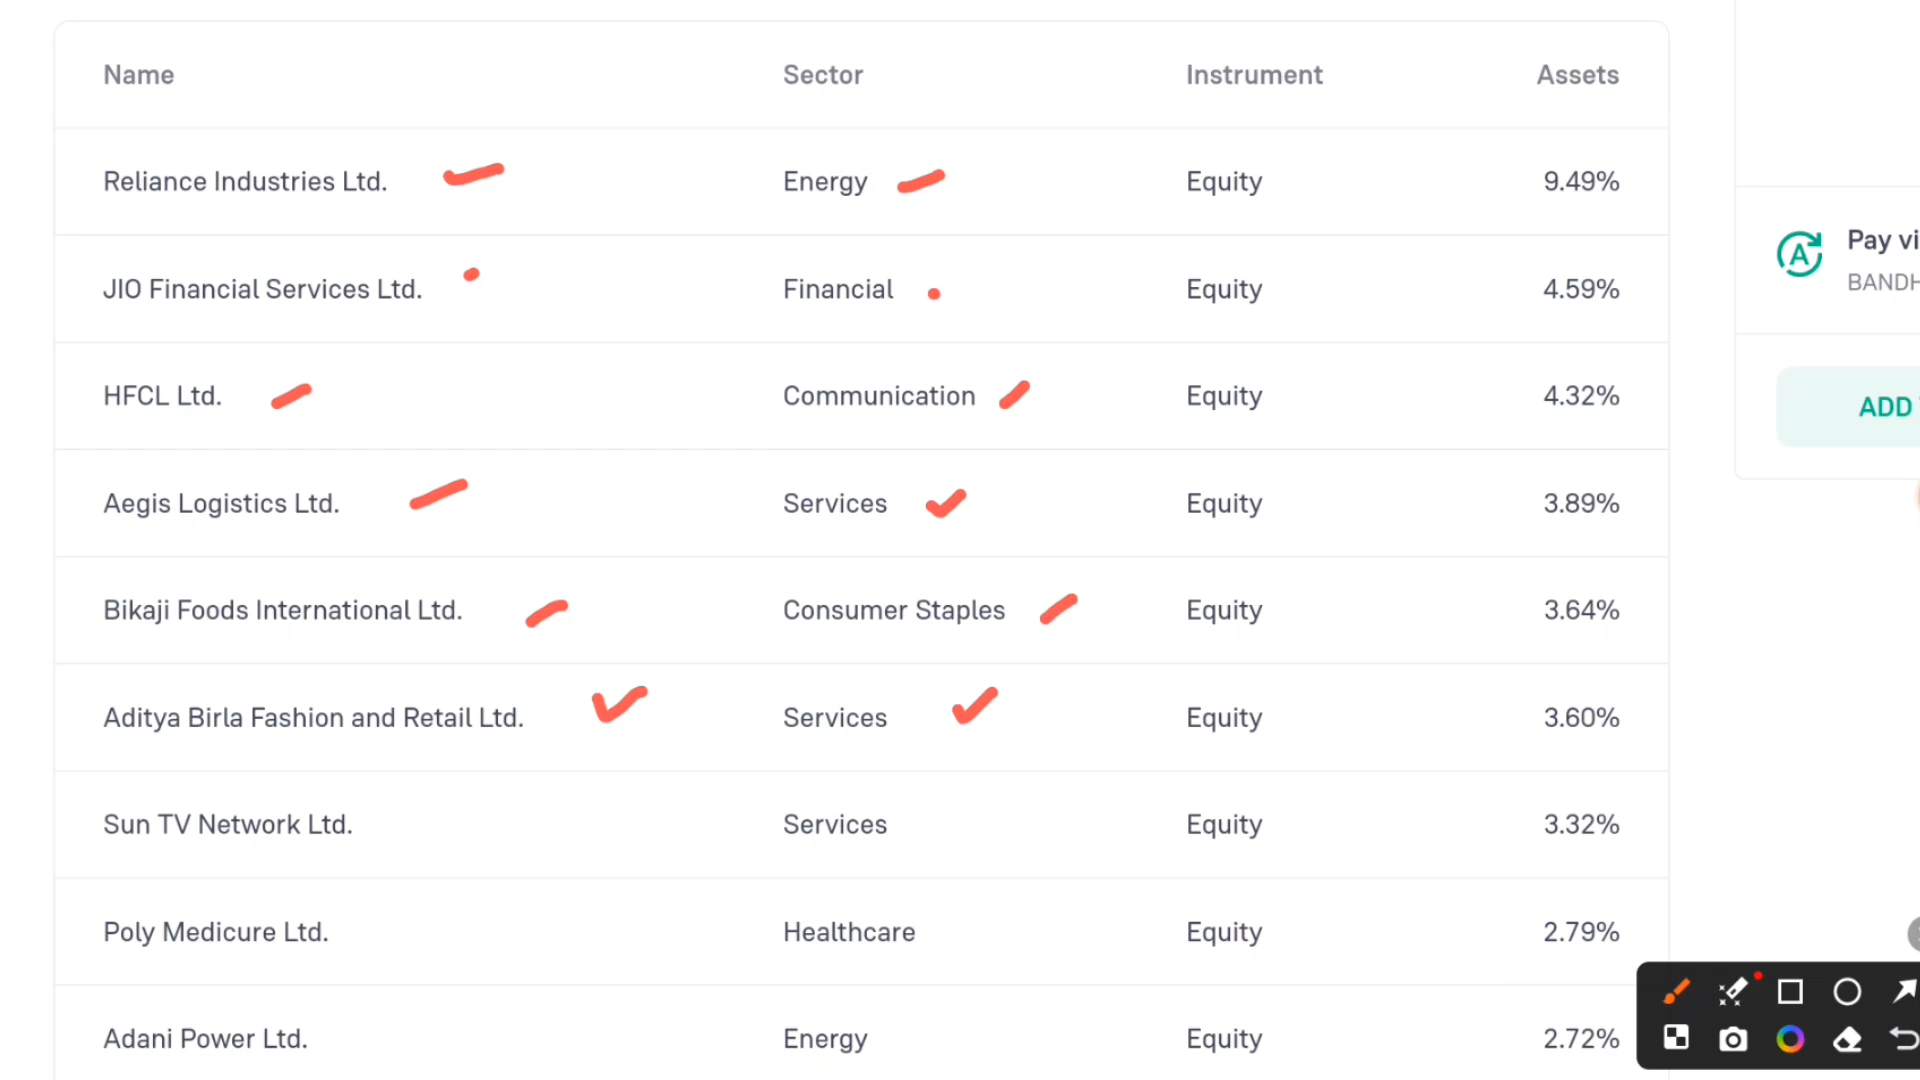 Name Sector Instrument Assets
Reliance Industries Ltd. Energy Equity 9.49%
JIO Financial Services Ltd. Financial Equity 4.59%
HFCL Ltd. Communication Equity 4.32%
Aegis Logistics Ltd. Services Equity 3.89%
Bikaji Foods International Ltd. Consumer Staples Equity 3.64%
Aditya Birla Fashion and Retail Ltd. Services Equity 3.60%
Sun TV Network Ltd. Services Equity 3.32%
Poly Medicure Ltd. Healthcare Equity 2.79%
Adani Power Ltd. Energy Equity 2.72%
A
Pay
ADD